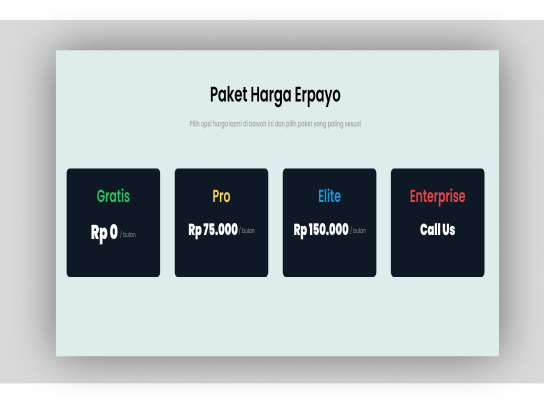 Paket Harga Erpayo
Pilih opsi harga kami di bawah ini dan pilih paket yang paling sesuai
Gratis
Rp 0 / bulan
Pro
Rp 75.000 / bulan
Elite
Rp 150.000 / bulan
Enterprise
Call Us